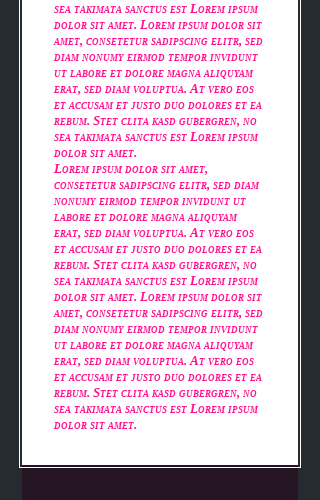 sea takimata sanctus est Lorem ipsum
dolor sit amet. Lorem ipsum dolor sit
amet, consetetur sadipscing elitr, sed
diam nonumy eirmod tempor invidunt
ut labore et dolore magna aliquyam
erat, sed diam voluptua. At vero eos
et accusam et justo duo dolores et ea
rebum. Stet clita kasd gubergren, no
sea takimata sanctus est Lorem ipsum
dolor sit amet.
Lorem ipsum dolor sit amet,
consetetur sadipscing elitr, sed diam
nonumy eirmod tempor invidunt ut
labore et dolore magna aliquyam
erat, sed diam voluptua. At vero eos
et accusam et justo duo dolores et ea
rebum. Stet clita kasd gubergren, no
sea takimata sanctus est Lorem ipsum
dolor sit amet. Lorem ipsum dolor sit
amet, consetetur sadipscing elitr, sed
diam nonumy eirmod tempor invidunt
ut labore et dolore magna aliquyam
erat, sed diam voluptua. At vero eos
et accusam et justo duo dolores et ea
rebum. Stet clita kasd gubergren, no
sea takimata sanctus est Lorem ipsum
dolor sit amet.